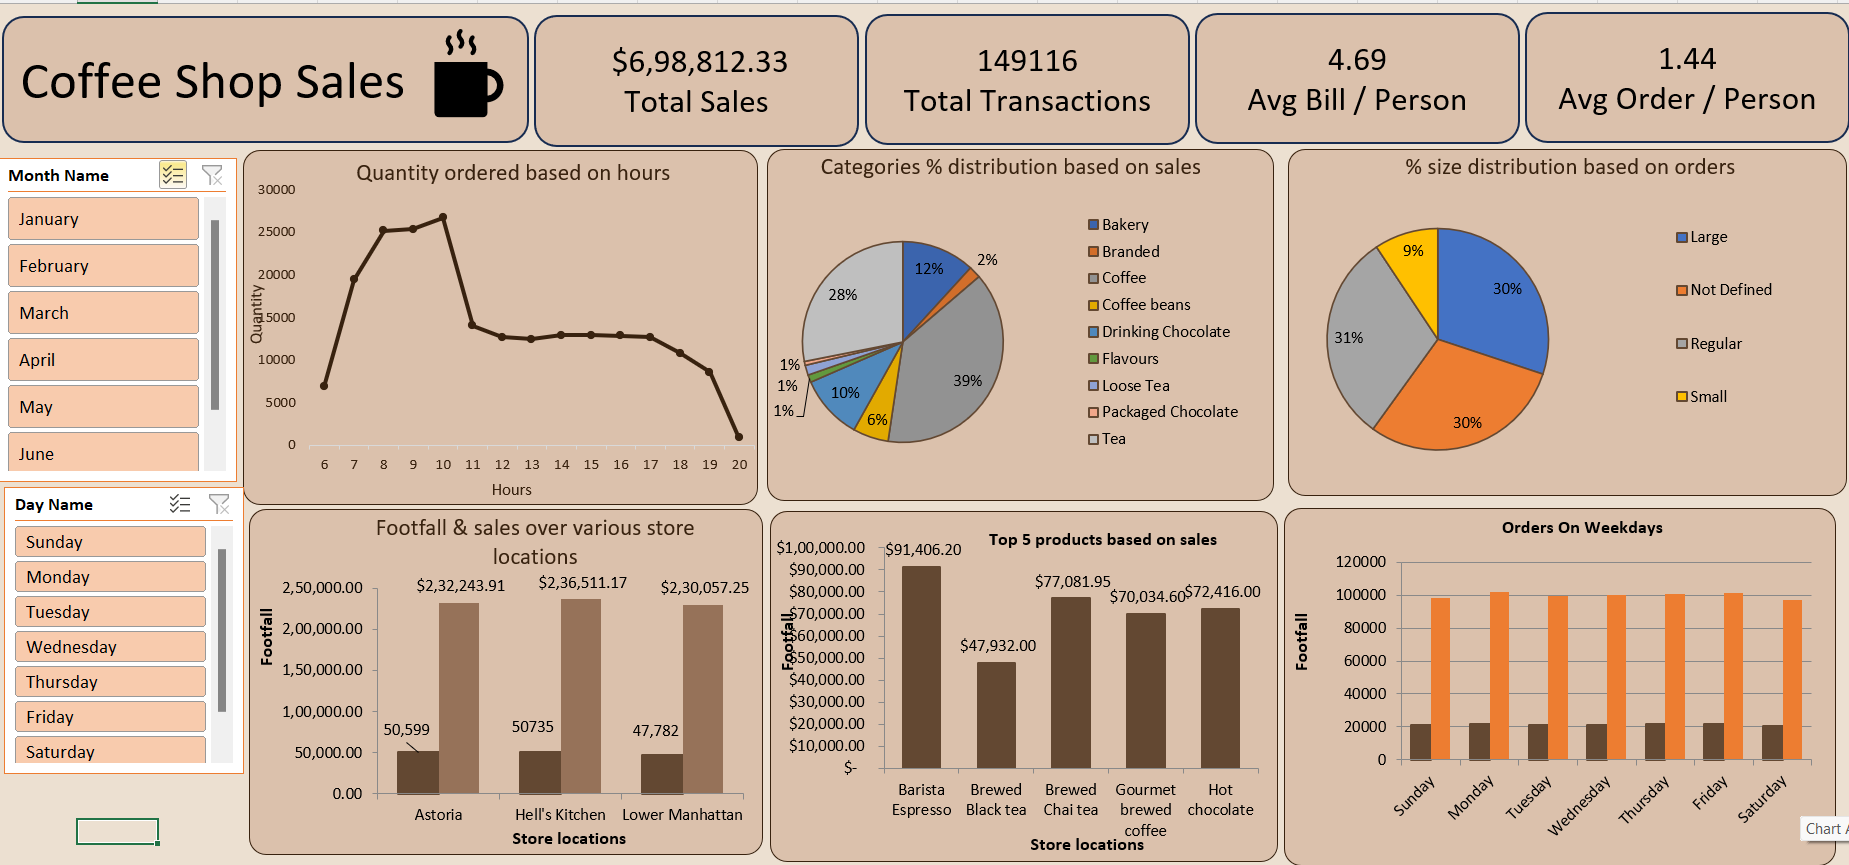 Coffee Shop Sales
$6,98,812.33
Total Sales
149116
Total Transactions
4.69
Avg Bill / Person
1.44
Avg Order / Person
Month Name
January
February
March
April
May
June
Day Name
Sunday
Monday
Tuesday
Wednesday
Thursday
Friday
Saturday
Quantity ordered based on hours
Quantity
30000
25000
20000
15000
10000
5000
0
6 7 8 9 10 11 12 13 14 15 16 17 18 19 20
Hours
Categories % distribution based on sales
12%
2%
39%
6%
10%
1%
1%
1%
28%
Bakery
Branded
Coffee
Coffee beans
Drinking Chocolate
Flavours
Loose Tea
Packaged Chocolate
Tea
% size distribution based on orders
30%
30%
31%
9%
Large
Not Defined
Regular
Small
Footfall & sales over various store
locations
Footfall
2,50,000.00
2,00,000.00
1,50,000.00
1,00,000.00
50,000.00
0.00
$2,32,243.91 $2,36,511.17 $2,30,057.25
50,599 50735 47,782
Astoria Hell's Kitchen Lower Manhattan
Store locations
Top 5 products based on sales
Footfall
$1,00,000.00
$90,000.00
$80,000.00
$70,000.00
$60,000.00
$50,000.00
$40,000.00
$30,000.00
$20,000.00
$10,000.00
$-
$91,406.20
$47,932.00
$77,081.95
$70,034.60
$72,416.00
Barista
Espresso
Brewed
Black tea
Brewed
Chai tea
Gourmet
brewed
coffee
Hot
chocolate
Store locations
Orders On Weekdays
Footfall
120000
100000
80000
60000
40000
20000
0
Sunday
Monday
Tuesday
Wednesday
Thursday
Friday
Saturday
Chart A